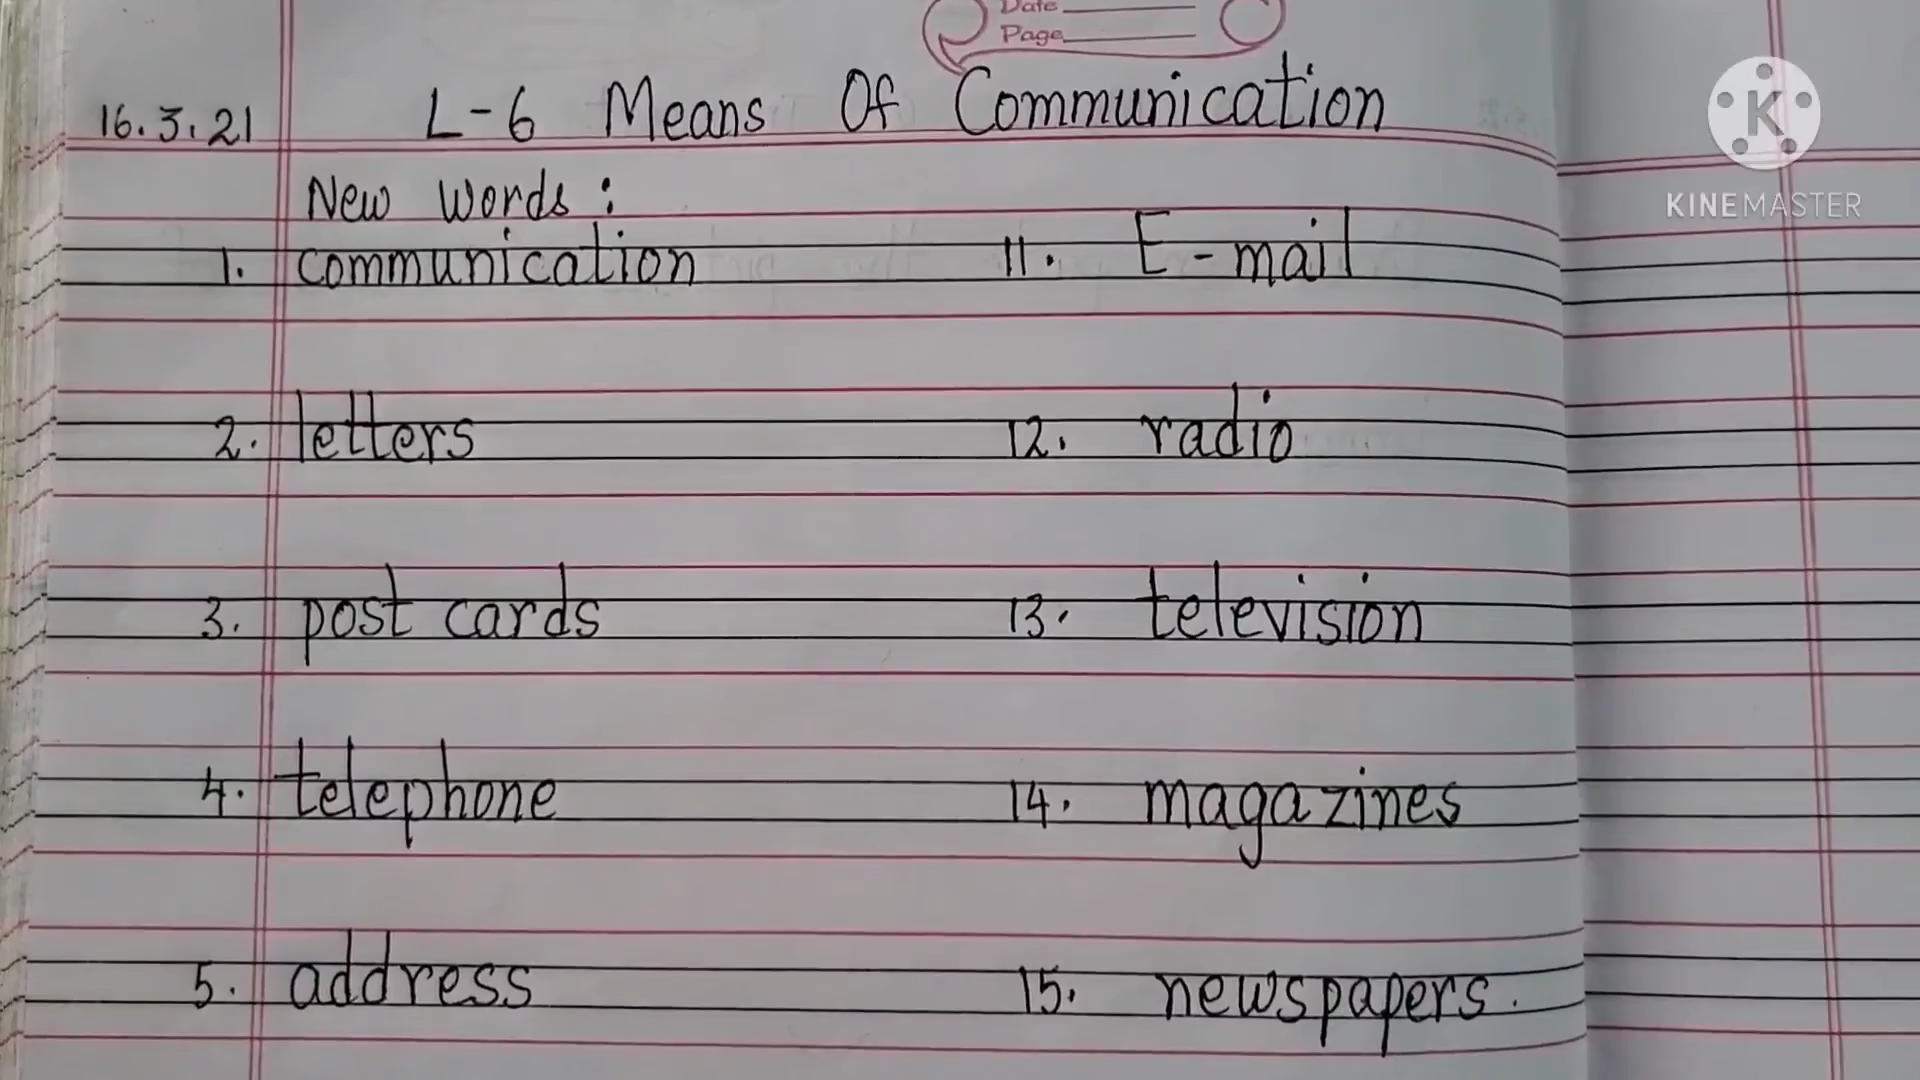 Date
Page
16.3.21 L-6 Means Of Communication
New Words:
1. communication 11. E-mail
2. letters 12. radio
3. post cards 13. television
4. telephone 14. magazines
5. address 15. newspapers.
KINEMASTER